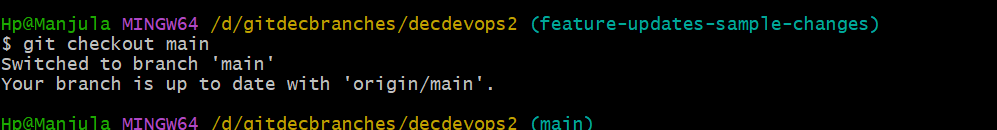 Hp@Manjula MINGW64 /d/gitdecbranches/decdevops2 (feature-updates-sample-changes)
$ git checkout main
Switched to branch 'main'
Your branch is up to date with 'origin/main'.
Hp@Manjula MINGW64 /d/gitdecbranches/decdevops2 (main)